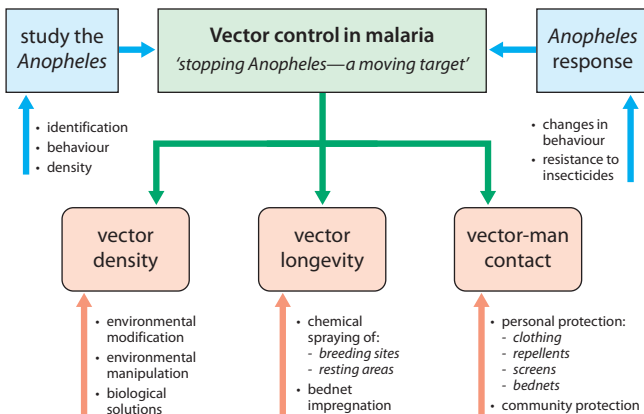 study the
Anopheles
Vector control in malaria
'stopping Anopheles—a moving target'
Anopheles
response
• identification
• behaviour
• density
• changes in
behaviour
• resistance to
insecticides
vector
density
vector
longevity
vector-man
contact
• environmental
modification
• environmental
manipulation
• biological
solutions
• chemical
spraying of:
- breeding sites
- resting areas
• bednet
impregnation
• personal protection:
- clothing
- repellents
- screens
- bednets
• community protection